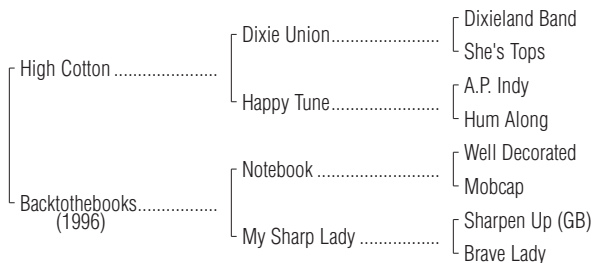 Dixieland Band
Dixie Union
She's Tops
High Cotton
A.P. Indy
Happy Tune
Hum Along
Well Decorated
Notebook
Mobcap
Backtothebooks
(1996)
Sharpen Up (GB)
My Sharp Lady
Brave Lady